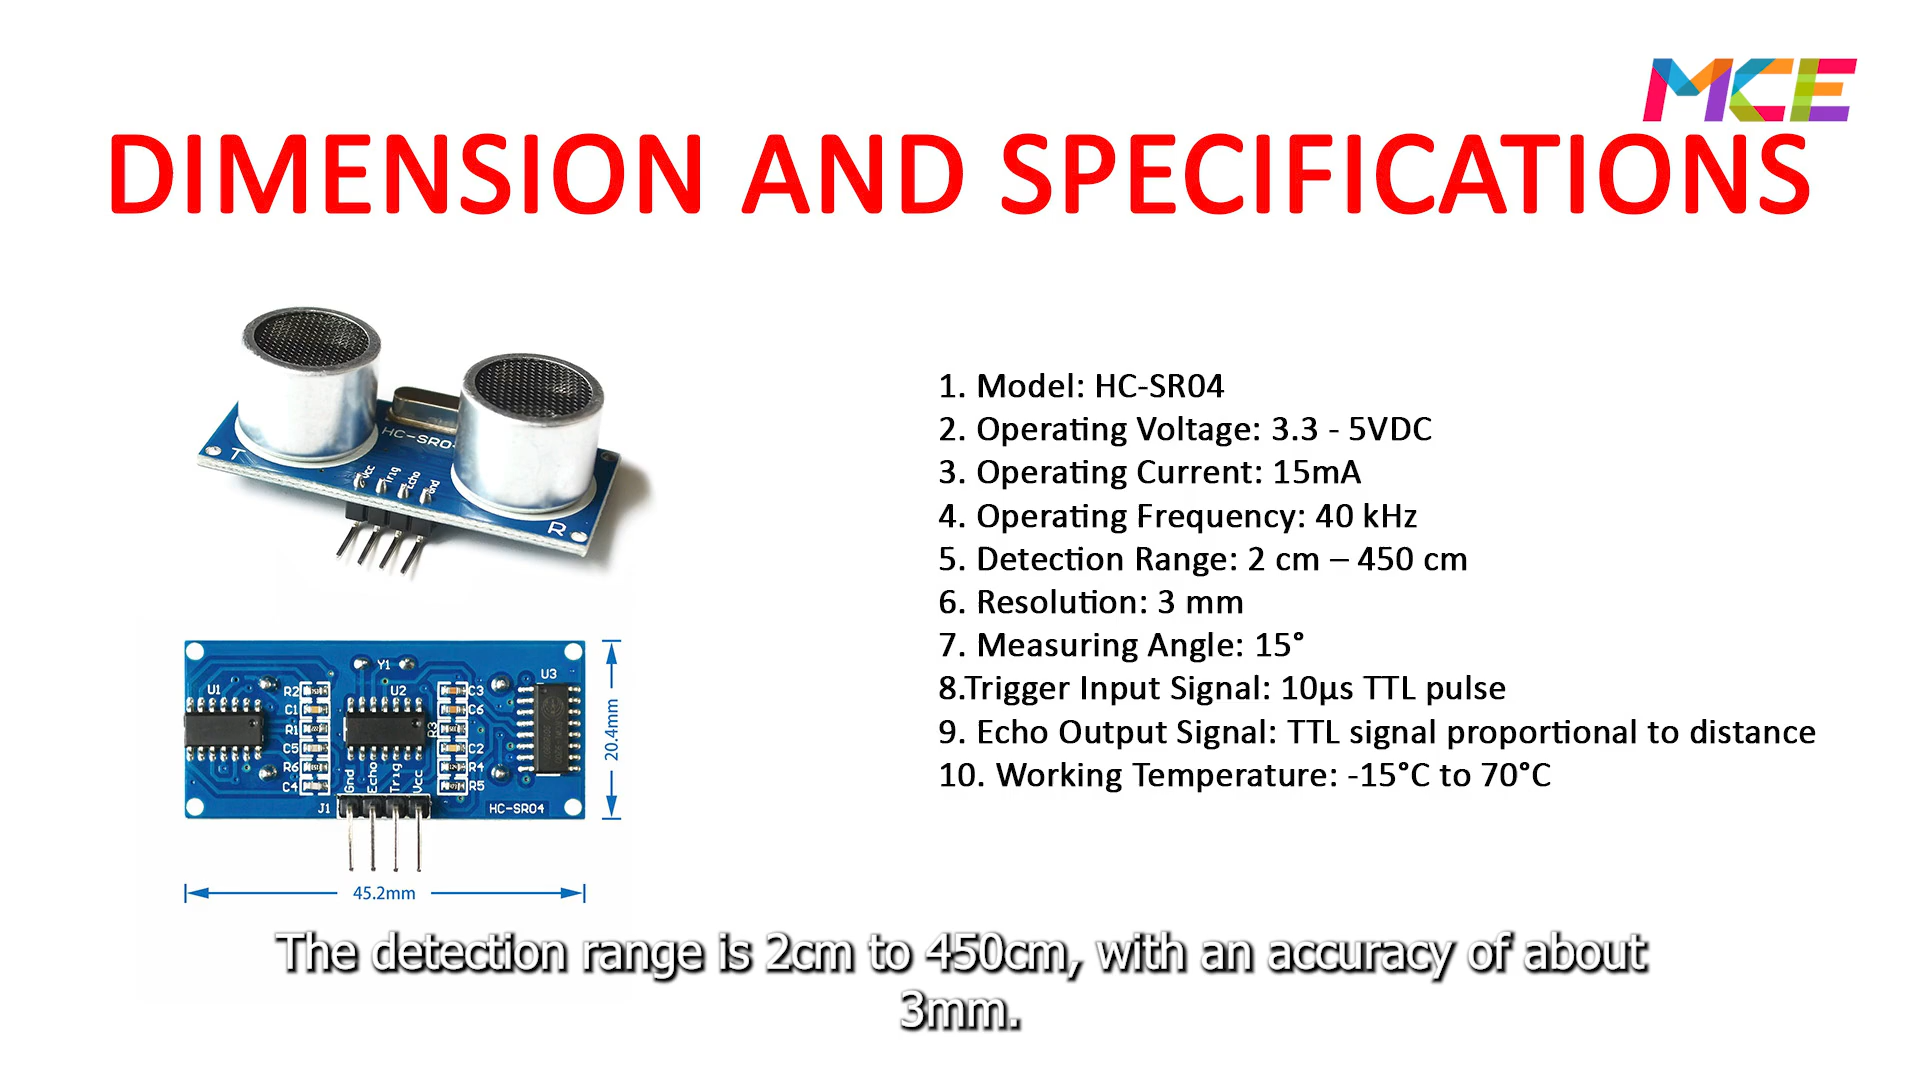 MCE
DIMENSION AND SPECIFICATIONS
HC-SR0
T
Vcc
Trig
Echo
Gnd
R
1. Model: HC-SR04
2. Operating Voltage: 3.3 - 5VDC
3. Operating Current: 15mA
4. Operating Frequency: 40 kHz
5. Detection Range: 2 cm – 450 cm
6. Resolution: 3 mm
7. Measuring Angle: 15°
8.Trigger Input Signal: 10μs TTL pulse
9. Echo Output Signal: TTL signal proportional to distance
10. Working Temperature: -15°C to 70°C
Y1
U1
R2
C1
R1
C5
R6
C4
U2
R3
C3
C6
C2
R4
R5
U3
Gnd
Echo
Trig
Vcc
J1
HC-SR04
20.4mm
45.2mm
The detection range is 2cm to 450cm, with an accuracy of about
3mm.